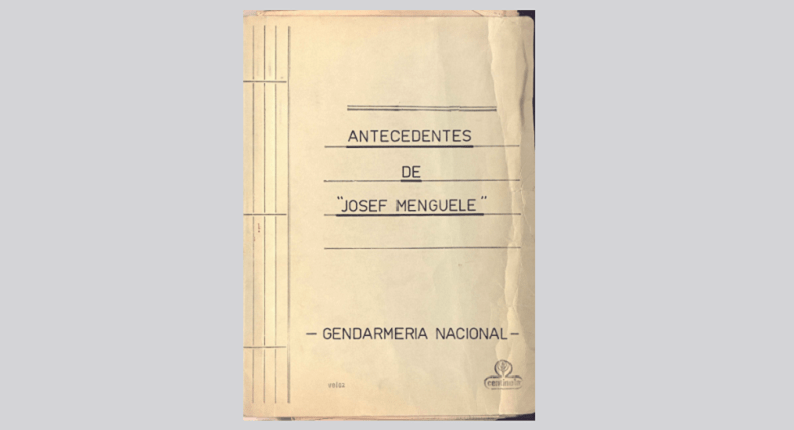 ANTECEDENTES
DE
"JOSEF MENGUELE"
— GENDARMERIA NACIONAL —